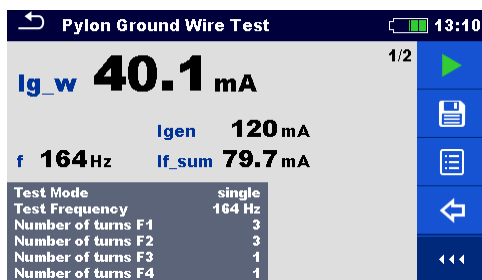 Pylon Ground Wire Test 13:10
1/2
Ig_w 40.1 mA
Igen 120 mA
f 164 Hz If_sum 79.7 mA
Test Mode single
Test Frequency 164 Hz
Number of turns F1 3
Number of turns F2 3
Number of turns F3 1
Number of turns F4 1